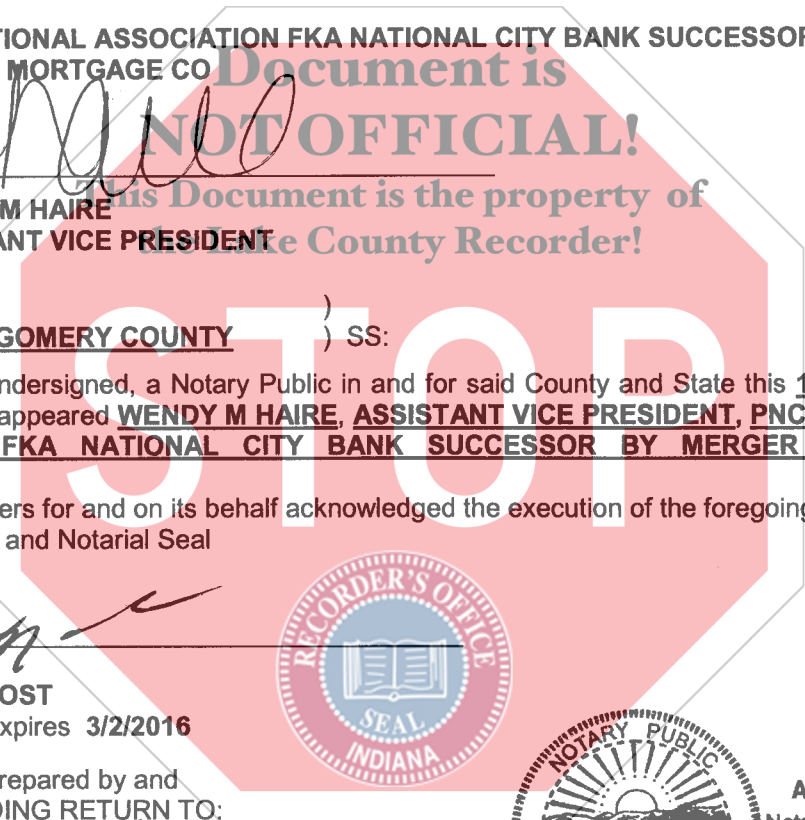 TIONAL ASSOCIATION FKA NATIONAL CITY BANK SUCCESSOR
MORTGAGE CO
Document is
NOT OFFICIAL!
This Document is the property of
the Lake County Recorder!
M HAIRE
ANT VICE PRESIDENT
)
GOMERY COUNTY ) SS:
STOP
ndersigned, a Notary Public in and for said County and State this 1
appeared WENDY M HAIRE, ASSISTANT VICE PRESIDENT, PNC
FKA NATIONAL CITY BANK SUCCESSOR BY MERGER
ers for and on its behalf acknowledged the execution of the foregoing
and Notarial Seal
RECORDER'S OFFICE
SEAL
INDIANA
OST
xpires 3/2/2016
NOTARY PUBLIC
repared by and
DING RETURN TO:
A